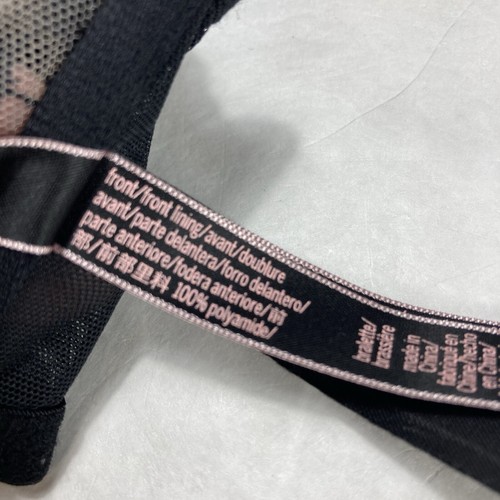 front/front lining/avant/doublure
avant/parte delantera/forro delantero/
parte anteriore/fodera anteriore/前
部/前部里料 100% polyamide/
bralette/
brassière
made in
China/
fabriqué en
Chine/hecho
en China/